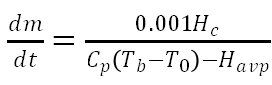 dm/dt = 0.001H_c / C_p(T_b−T_0)−H_avp